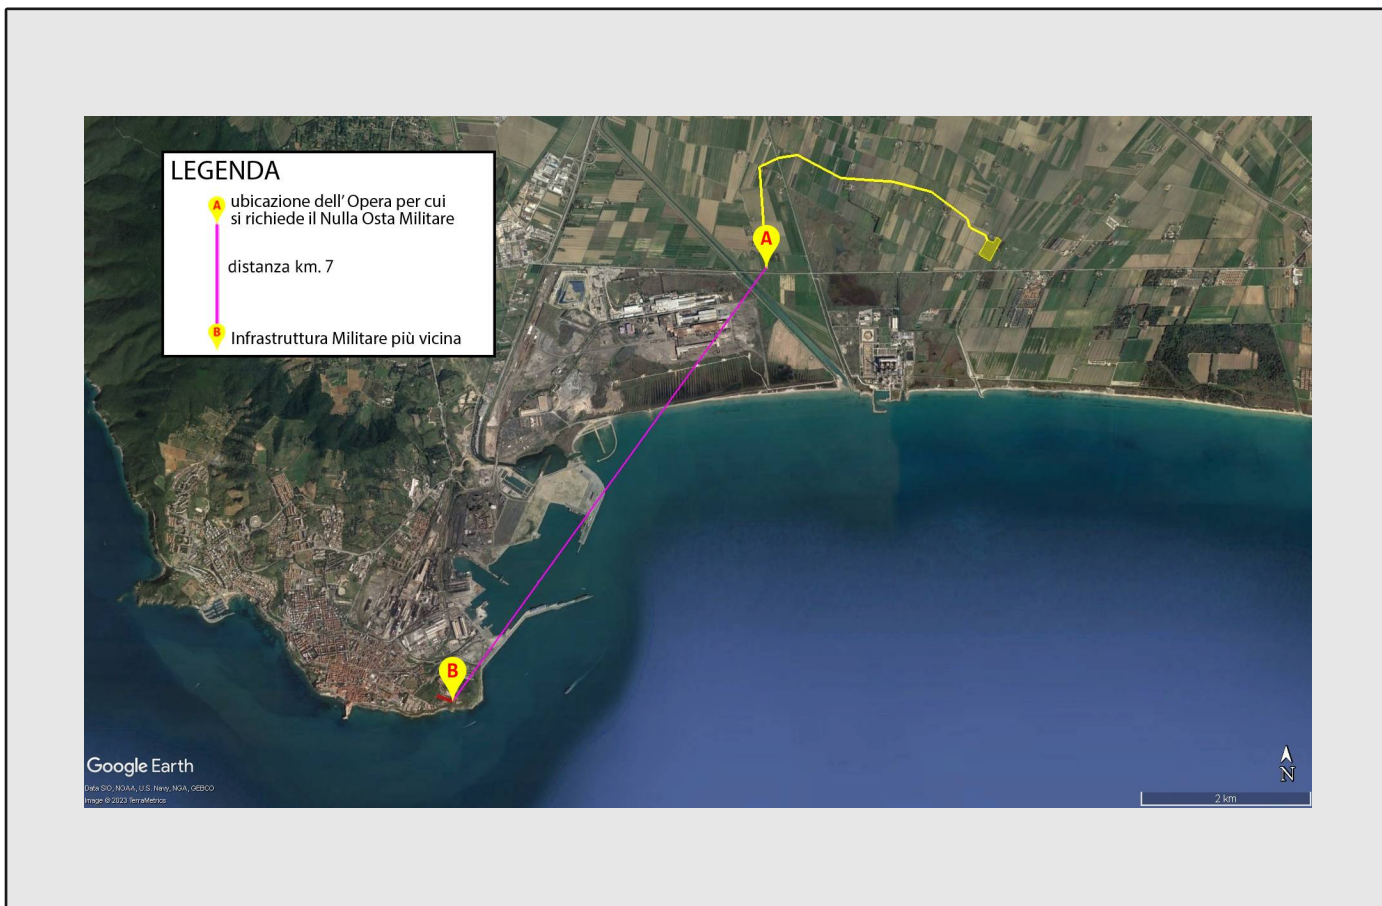 LEGENDA
A
ubicazione dell'Opera per cui
si richiede il Nulla Osta Militare
distanza km. 7
B
Infrastruttura Militare più vicina
A
B
Google Earth
Data SIO, NOAA, U.S. Navy, NGA, GEBCO
Image © 2023 TerraMetrics
N
2 km